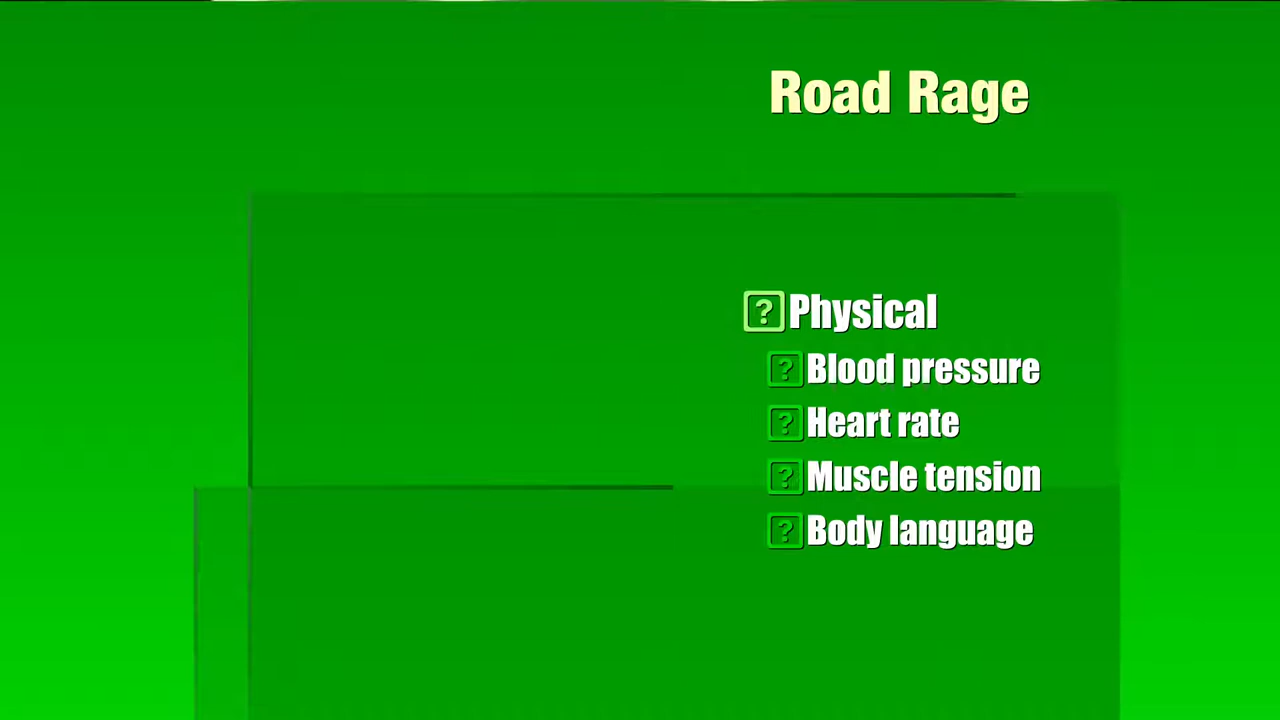 Road Rage
? Physical
? Blood pressure
? Heart rate
? Muscle tension
? Body language